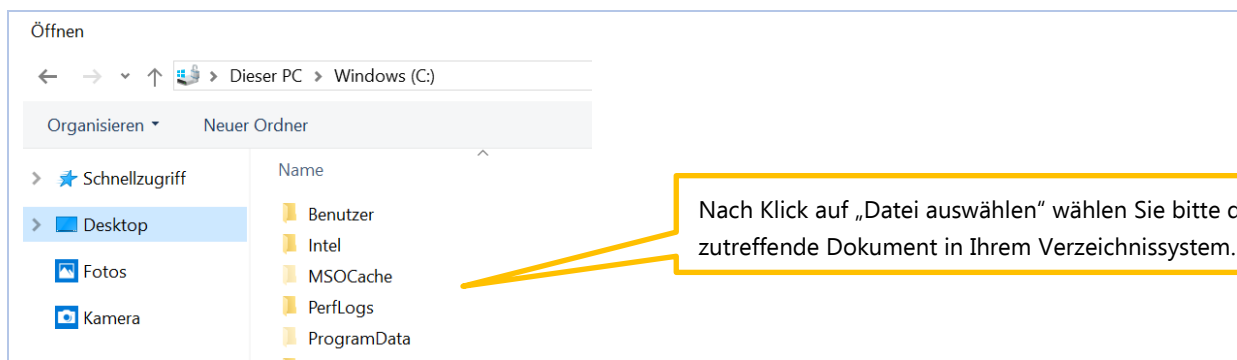 Öffnen
Dieser PC > Windows (C:)
Organisieren Neuer Ordner
Name
Schnellzugriff
Desktop
Fotos
Kamera
Benutzer
Intel
MSOCache
PerfLogs
ProgramData
Nach Klick auf „Datei auswählen“ wählen Sie bitte
zutreffende Dokument in Ihrem Verzeichnissystem.